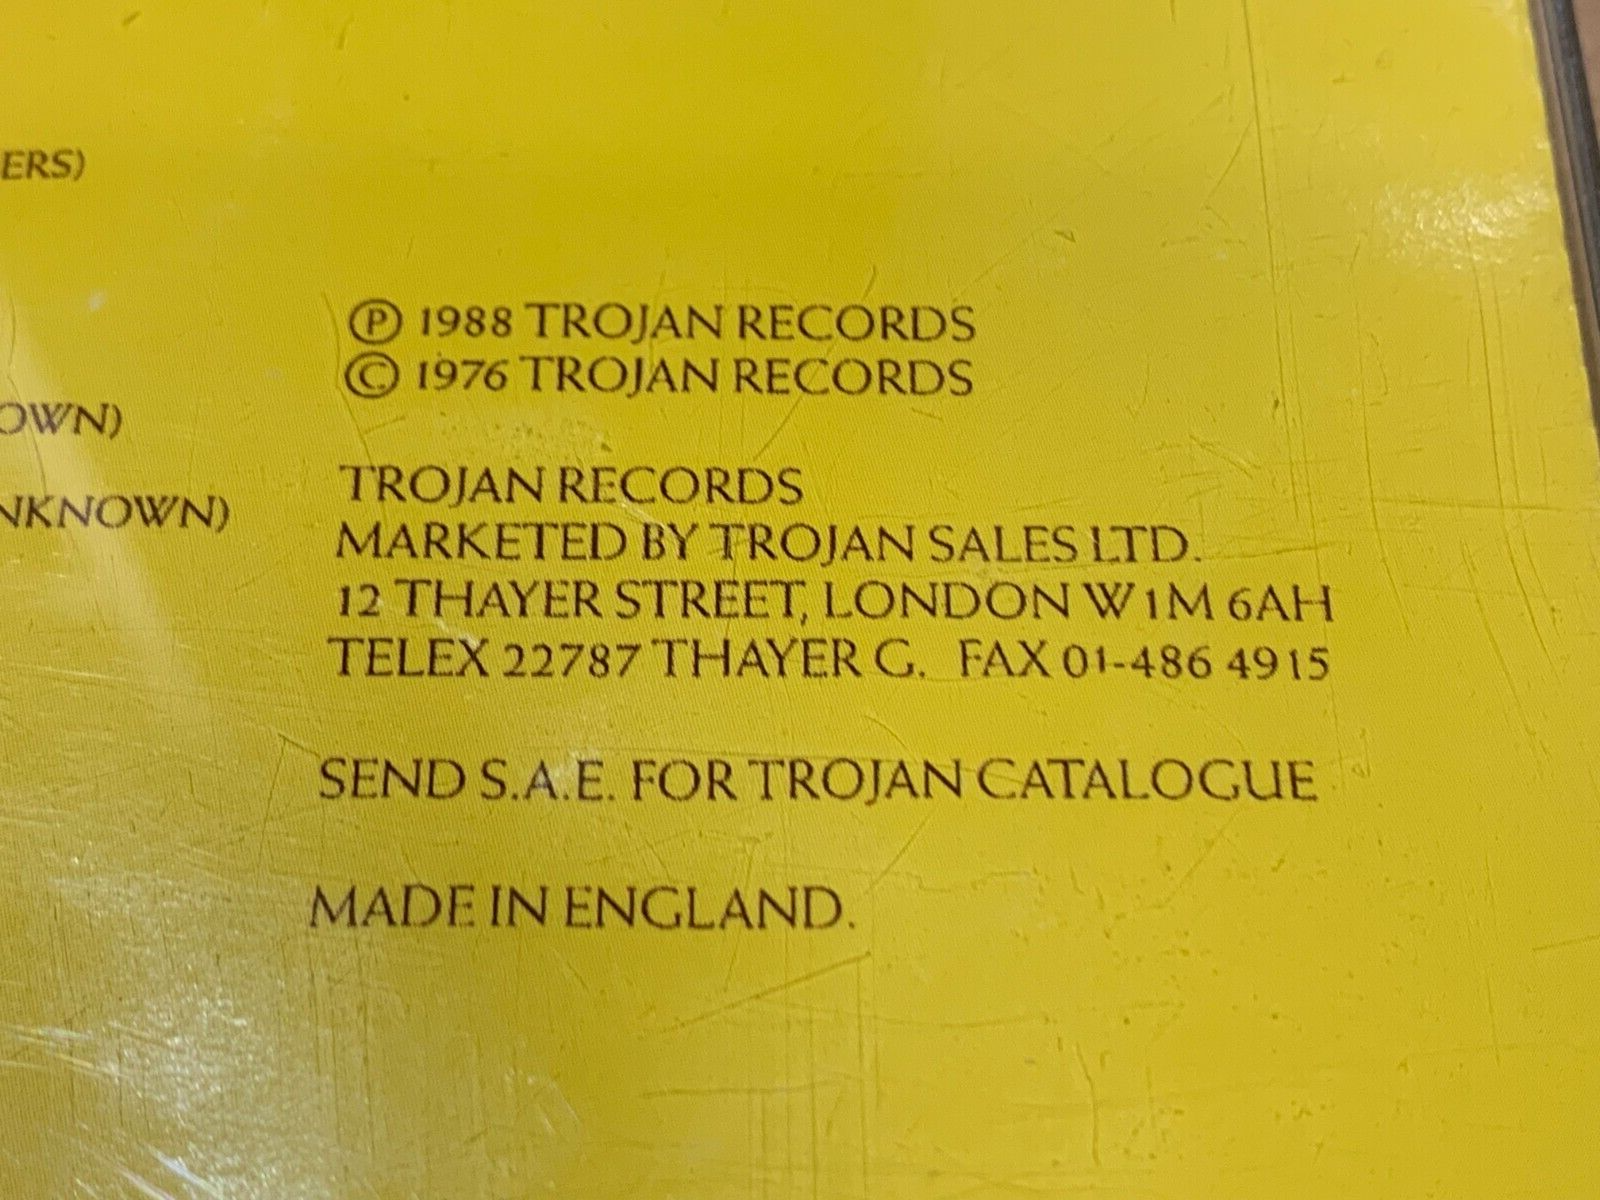 ERS)
℗ 1988 TROJAN RECORDS
© 1976 TROJAN RECORDS
OWN)
NKNOWN)
TROJAN RECORDS
MARKETED BY TROJAN SALES LTD.
12 THAYER STREET, LONDON W1M 6AH
TELEX 22787 THAYER G. FAX 01-486 4915
SEND S.A.E. FOR TROJAN CATALOGUE
MADE IN ENGLAND.